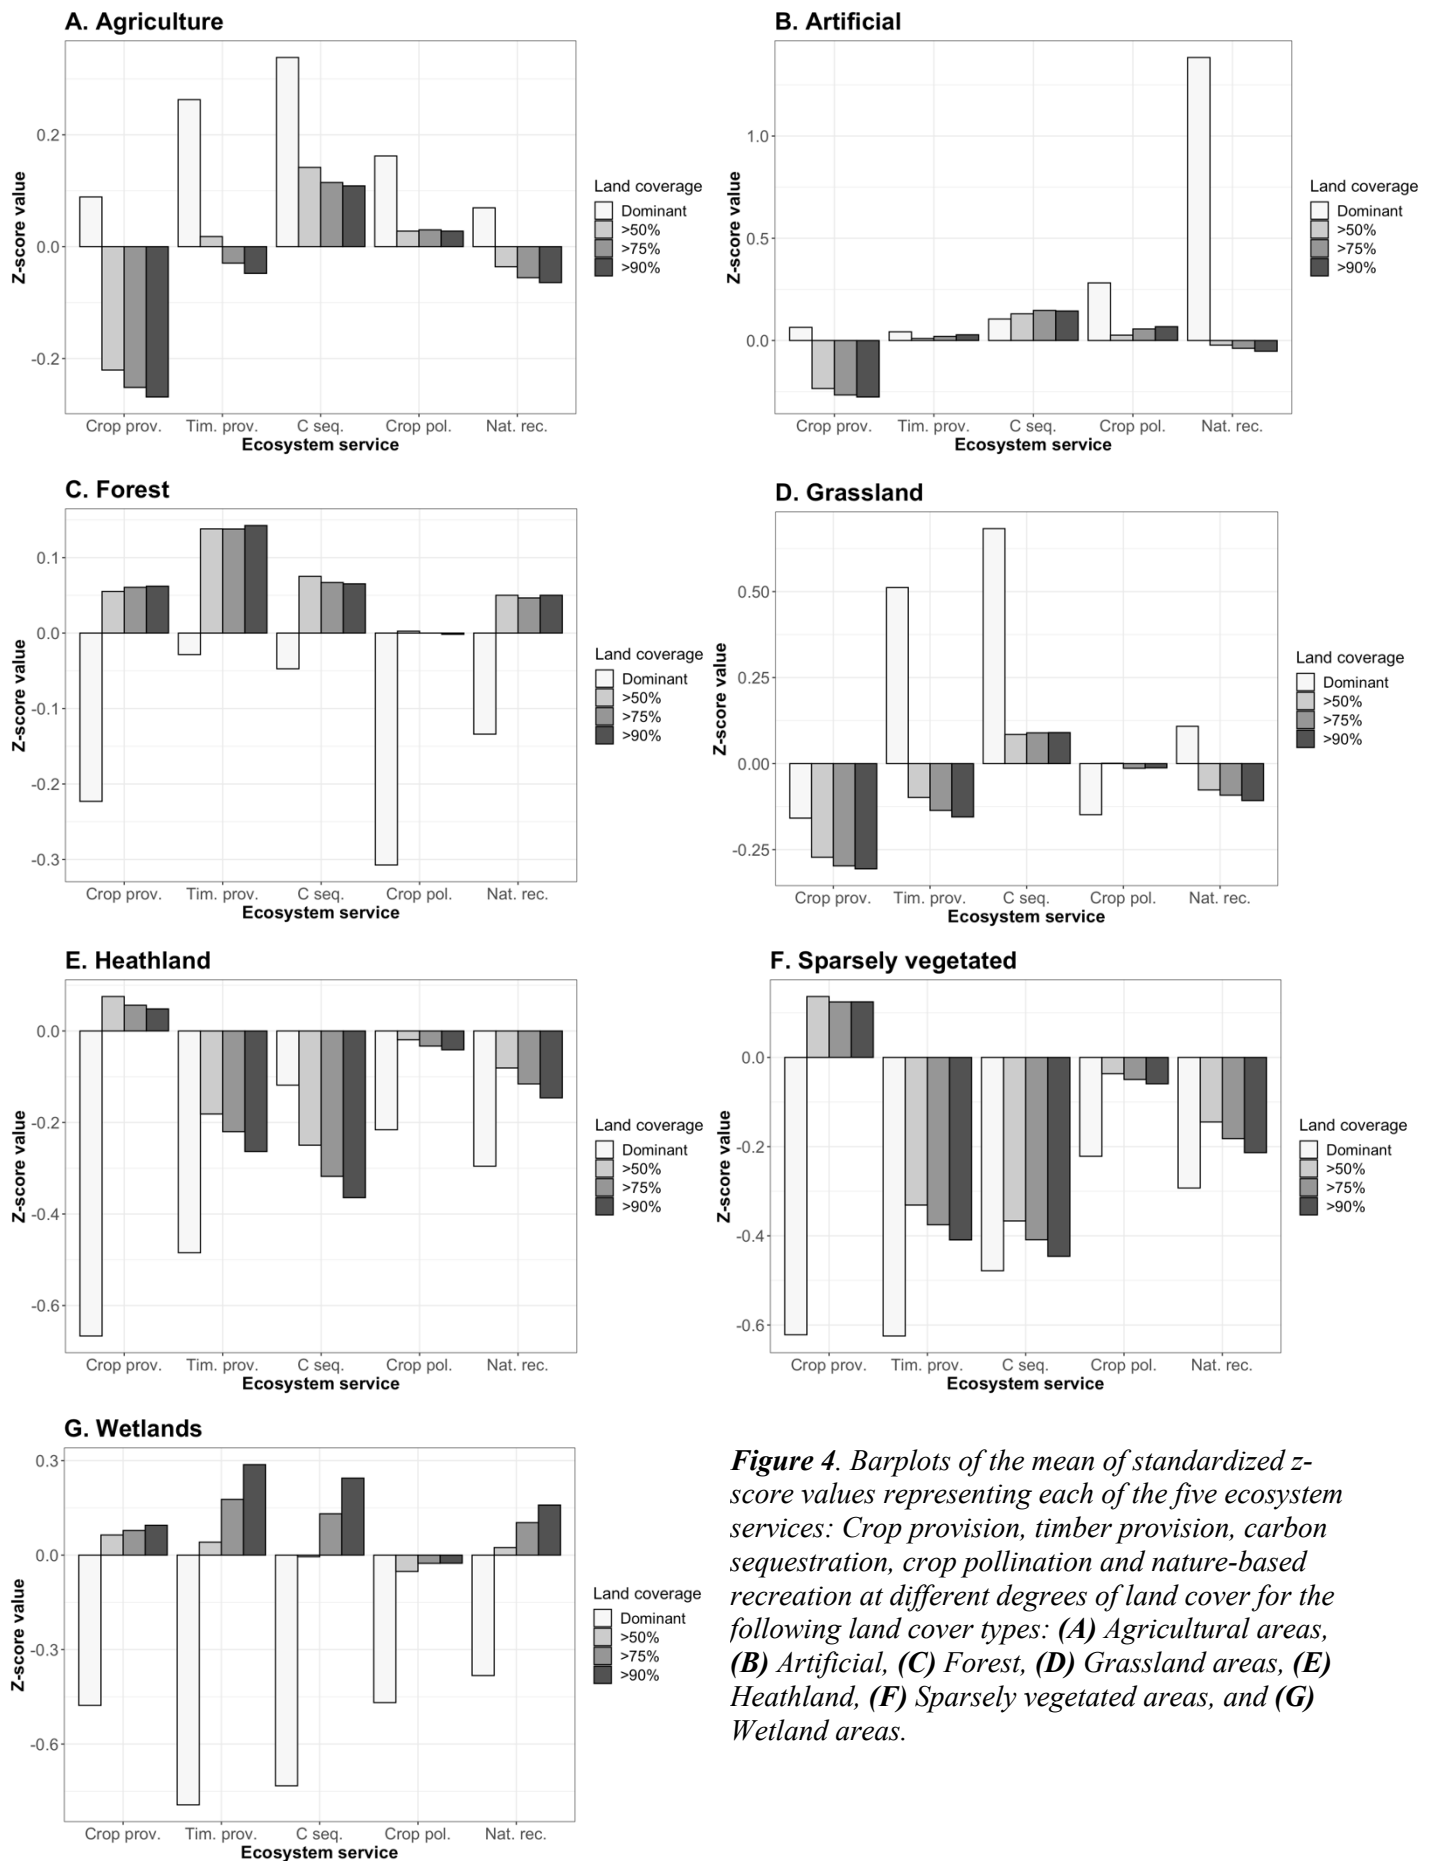 A. Agriculture
Z-score value
0.2
0.0
-0.2
Crop prov. Tim. prov. C seq. Crop pol. Nat. rec.
Ecosystem service
Land coverage
Dominant
>50%
>75%
>90%
B. Artificial
Z-score value
1.0
0.5
0.0
Crop prov. Tim. prov. C seq. Crop pol. Nat. rec.
Ecosystem service
Land coverage
Dominant
>50%
>75%
>90%
C. Forest
Z-score value
0.1
0.0
-0.1
-0.2
-0.3
Crop prov. Tim. prov. C seq. Crop pol. Nat. rec.
Ecosystem service
Land coverage
Dominant
>50%
>75%
>90%
D. Grassland
Z-score value
0.50
0.25
0.00
-0.25
Crop prov. Tim. prov. C seq. Crop pol. Nat. rec.
Ecosystem service
Land coverage
Dominant
>50%
>75%
>90%
E. Heathland
Z-score value
0.0
-0.2
-0.4
-0.6
Crop prov. Tim. prov. C seq. Crop pol. Nat. rec.
Ecosystem service
Land coverage
Dominant
>50%
>75%
>90%
F. Sparsely vegetated
Z-score value
0.0
-0.2
-0.4
-0.6
Crop prov. Tim. prov. C seq. Crop pol. Nat. rec.
Ecosystem service
Land coverage
Dominant
>50%
>75%
>90%
G. Wetlands
Z-score value
0.3
0.0
-0.3
-0.6
Crop prov. Tim. prov. C seq. Crop pol. Nat. rec.
Ecosystem service
Land coverage
Dominant
>50%
>75%
>90%
Figure 4. Barplots of the mean of standardized z-
score values representing each of the five ecosystem
services: Crop provision, timber provision, carbon
sequestration, crop pollination and nature-based
recreation at different degrees of land cover for the
following land cover types: (A) Agricultural areas,
(B) Artificial, (C) Forest, (D) Grassland areas, (E)
Heathland, (F) Sparsely vegetated areas, and (G)
Wetland areas.